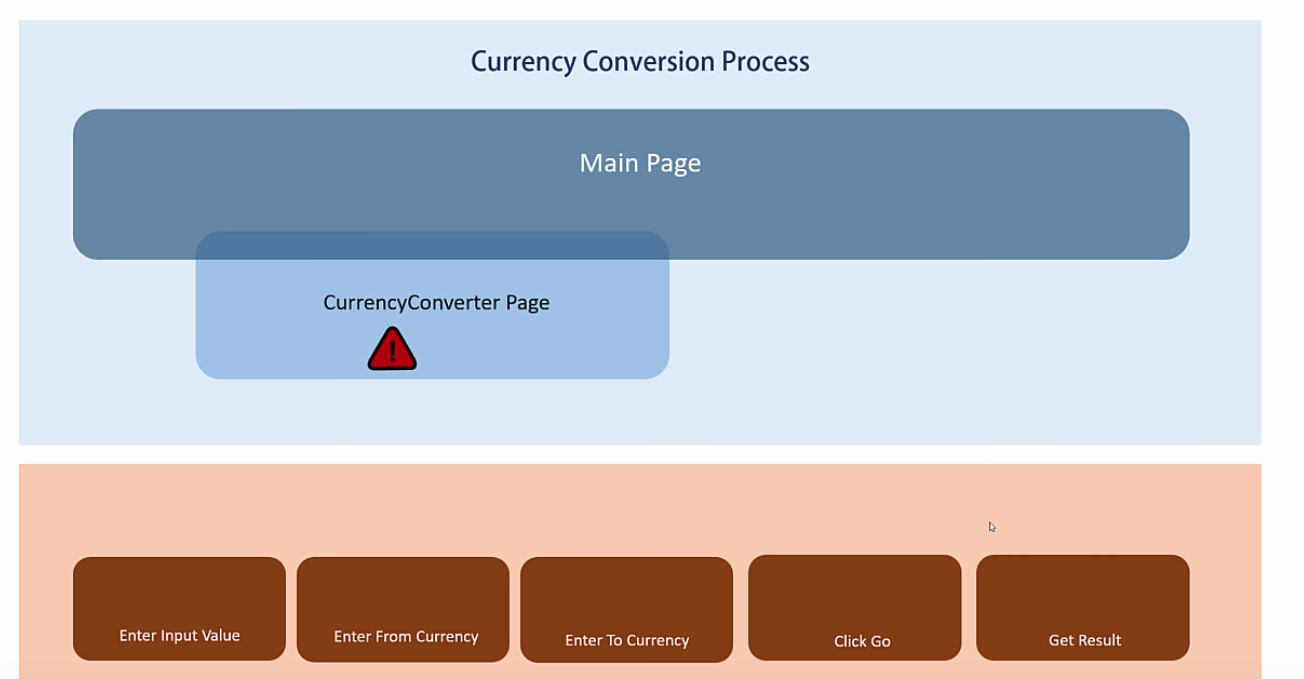 Currency Conversion Process
Main Page
CurrencyConverter Page
!
Enter Input Value
Enter From Currency
Enter To Currency
Click Go
Get Result